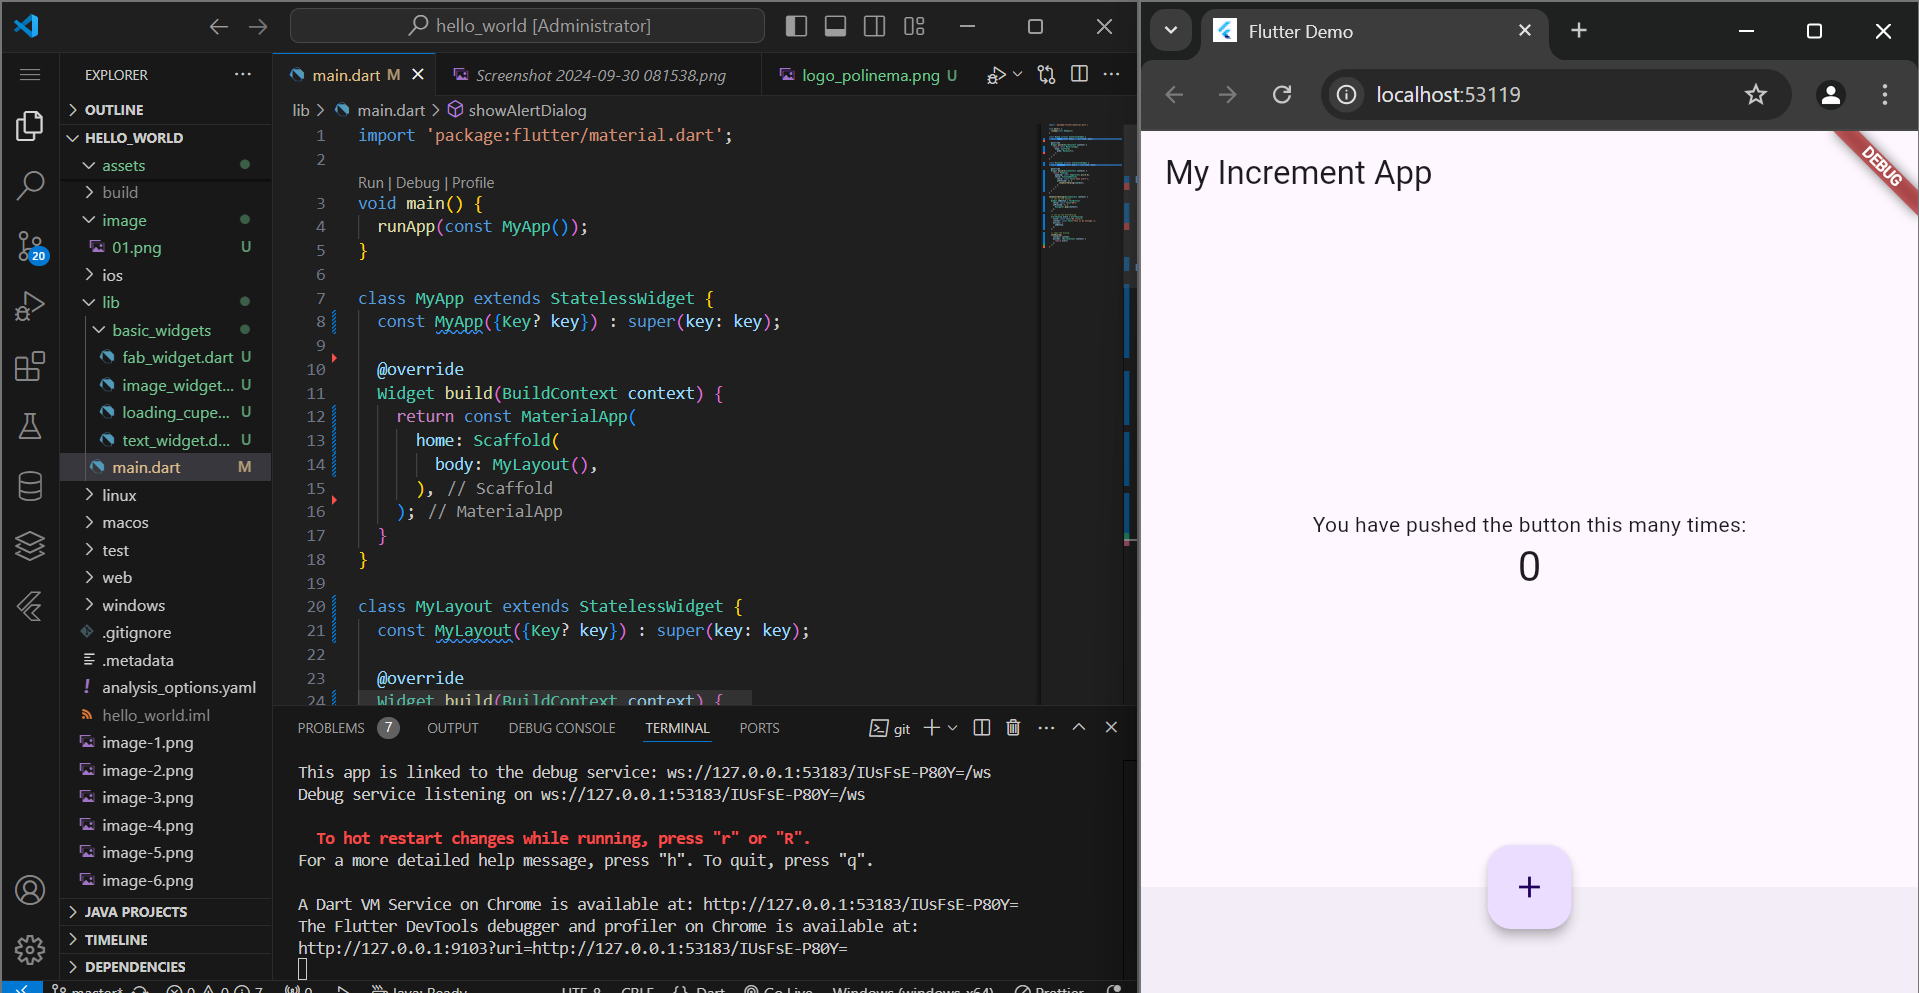 hello_world [Administrator]
EXPLORER
OUTLINE
HELLO_WORLD
assets
build
image
01.png U
ios
lib
basic_widgets
fab_widget.dart U
image_widget... U
loading_cupe... U
text_widget.d... U
main.dart M
linux
macos
test
web
windows
.gitignore
.metadata
analysis_options.yaml
hello_world.iml
image-1.png
image-2.png
image-3.png
image-4.png
image-5.png
image-6.png
JAVA PROJECTS
TIMELINE
DEPENDENCIES
20
main.dart M
Screenshot 2024-09-30 081538.png
logo_polinema.png U
lib > main.dart > showAlertDialog
1 import 'package:flutter/material.dart';
2
Run | Debug | Profile
3 void main() {
4 runApp(const MyApp());
5 }
6
7 class MyApp extends StatelessWidget {
8 const MyApp({Key? key}) : super(key: key);
9
10 @override
11 Widget build(BuildContext context) {
12 return const MaterialApp(
13 home: Scaffold(
14 body: MyLayout(),
15 ), // Scaffold
16 ); // MaterialApp
17 }
18 }
19
20 class MyLayout extends StatelessWidget {
21 const MyLayout({Key? key}) : super(key: key);
22
23 @override
24 Widget build(BuildContext context) {
PROBLEMS 7 OUTPUT DEBUG CONSOLE TERMINAL PORTS git
This app is linked to the debug service: ws://127.0.0.1:53183/IUsFsE-P80Y=/ws
Debug service listening on ws://127.0.0.1:53183/IUsFsE-P80Y=/ws
To hot restart changes while running, press "r" or "R".
For a more detailed help message, press "h". To quit, press "q".
A Dart VM Service on Chrome is available at: http://127.0.0.1:53183/IUsFsE-P80Y=
The Flutter DevTools debugger and profiler on Chrome is available at:
http://127.0.0.1:9103?uri=http://127.0.0.1:53183/IUsFsE-P80Y=
master* 0 0 7 0 Java: Ready UTF-8 CRLF {} Dart Go Live Windows (windows-x64) Prettier
Flutter Demo
localhost:53119
My Increment App
DEBUG
You have pushed the button this many times:
0
+